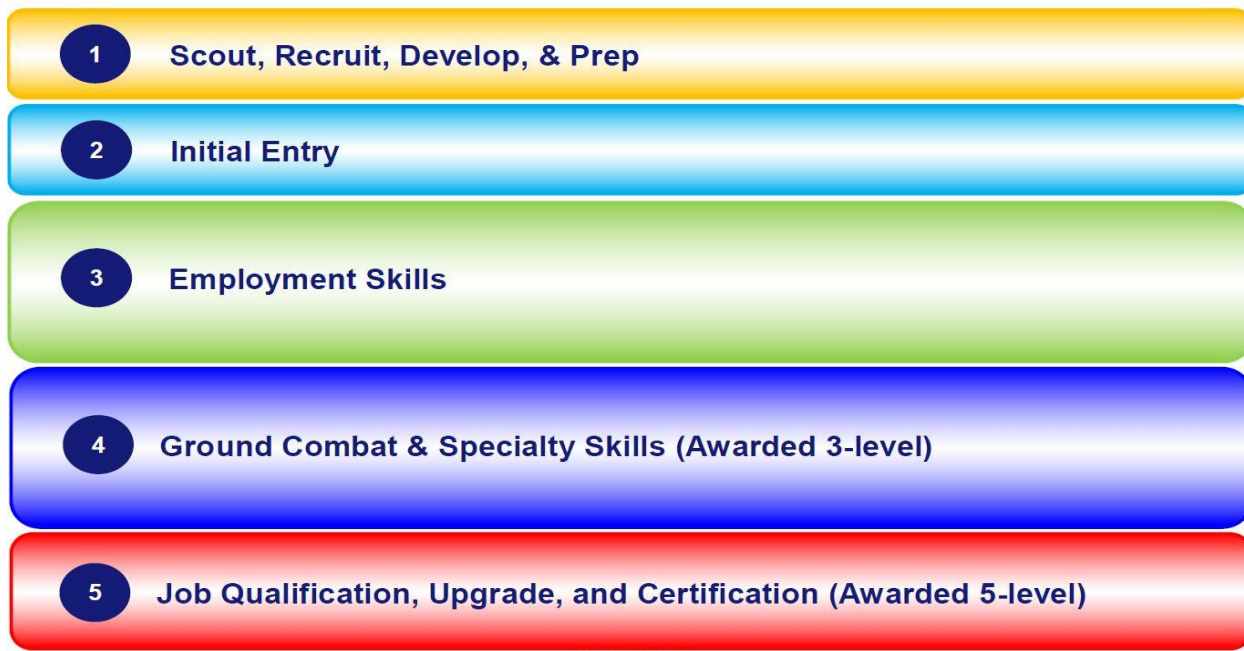 1 Scout, Recruit, Develop, & Prep
2 Initial Entry
3 Employment Skills
4 Ground Combat & Specialty Skills (Awarded 3-level)
5 Job Qualification, Upgrade, and Certification (Awarded 5-level)